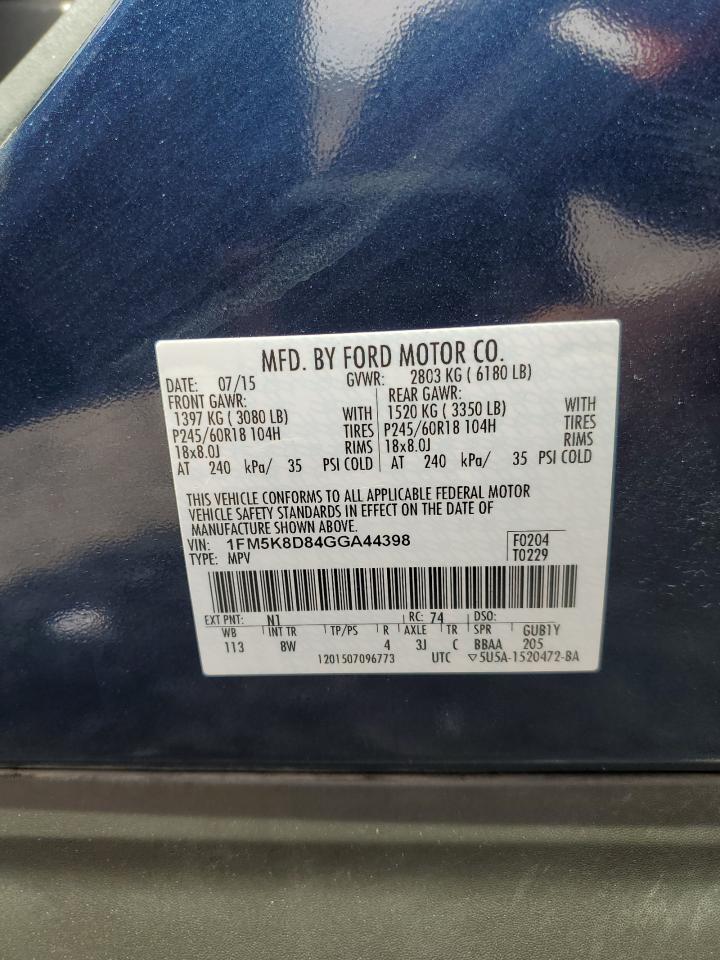 MFD. BY FORD MOTOR CO.
DATE: 07/15 GVWR: 2803 KG ( 6180 LB)
FRONT GAWR: REAR GAWR:
1397 KG ( 3080 LB) WITH 1520 KG ( 3350 LB) WITH
P245/60R18 104H TIRES P245/60R18 104H TIRES
18x8.0J RIMS 18x8.0J RIMS
AT 240 kPa/ 35 PSI COLD AT 240 kPa/ 35 PSI COLD
THIS VEHICLE CONFORMS TO ALL APPLICABLE FEDERAL MOTOR
VEHICLE SAFETY STANDARDS IN EFFECT ON THE DATE OF
MANUFACTURE SHOWN ABOVE.
VIN: 1FM5K8D84GGA44398 F0204
TYPE: MPV T0229
EXT PNT: N1 RC: 74 DSO:
WB INT TR TP/PS R AXLE TR SPR GUB1Y
113 8W 4 3J C BBAA 205
1201507096773 UTC ▽5U5A-1520472-BA